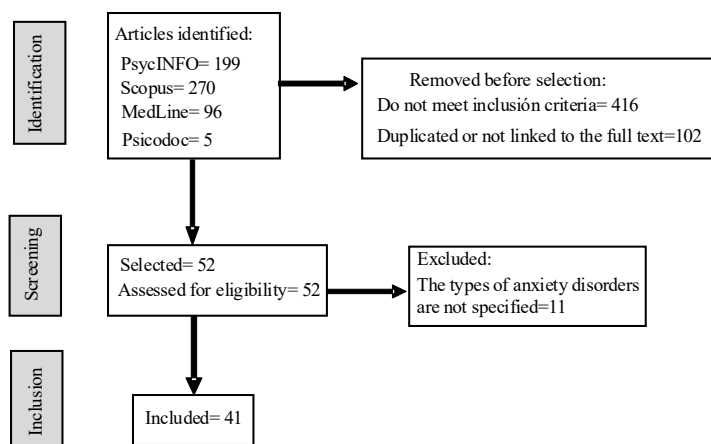 Identification
Articles identified:
PsycINFO= 199
Scopus= 270
MedLine= 96
Psicodoc= 5
Removed before selection:
Do not meet inclusión criteria= 416
Duplicated or not linked to the full text=102
Screening
Selected= 52
Assessed for eligibility= 52
Excluded:
The types of anxiety disorders
are not specified=11
Inclusion
Included= 41